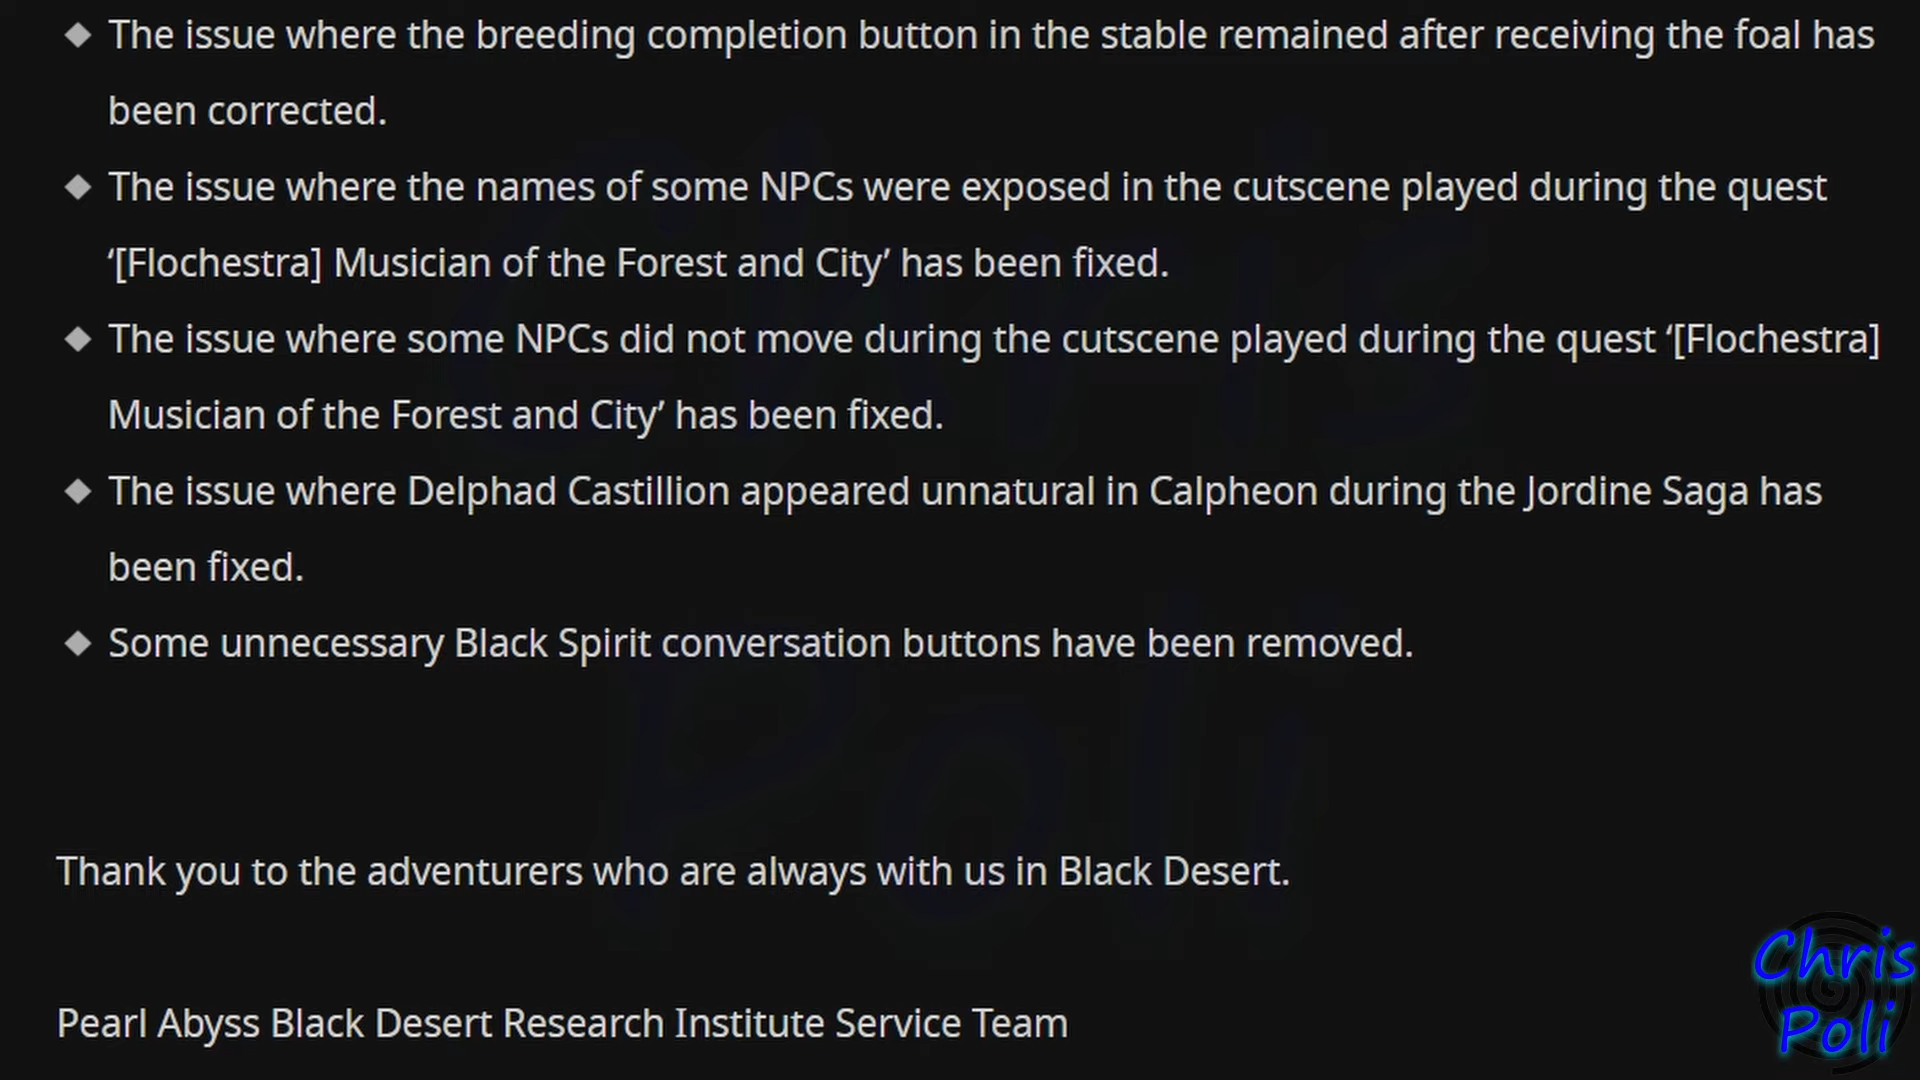 The issue where the breeding completion button in the stable remained after receiving the foal has
been corrected.
The issue where the names of some NPCs were exposed in the cutscene played during the quest
‘[Flochestra] Musician of the Forest and City’ has been fixed.
The issue where some NPCs did not move during the cutscene played during the quest ‘[Flochestra]
Musician of the Forest and City’ has been fixed.
The issue where Delphad Castillion appeared unnatural in Calpheon during the Jordine Saga has
been fixed.
Some unnecessary Black Spirit conversation buttons have been removed.
Thank you to the adventurers who are always with us in Black Desert.
Pearl Abyss Black Desert Research Institute Service Team
Chris
Poli
Chris
Poli